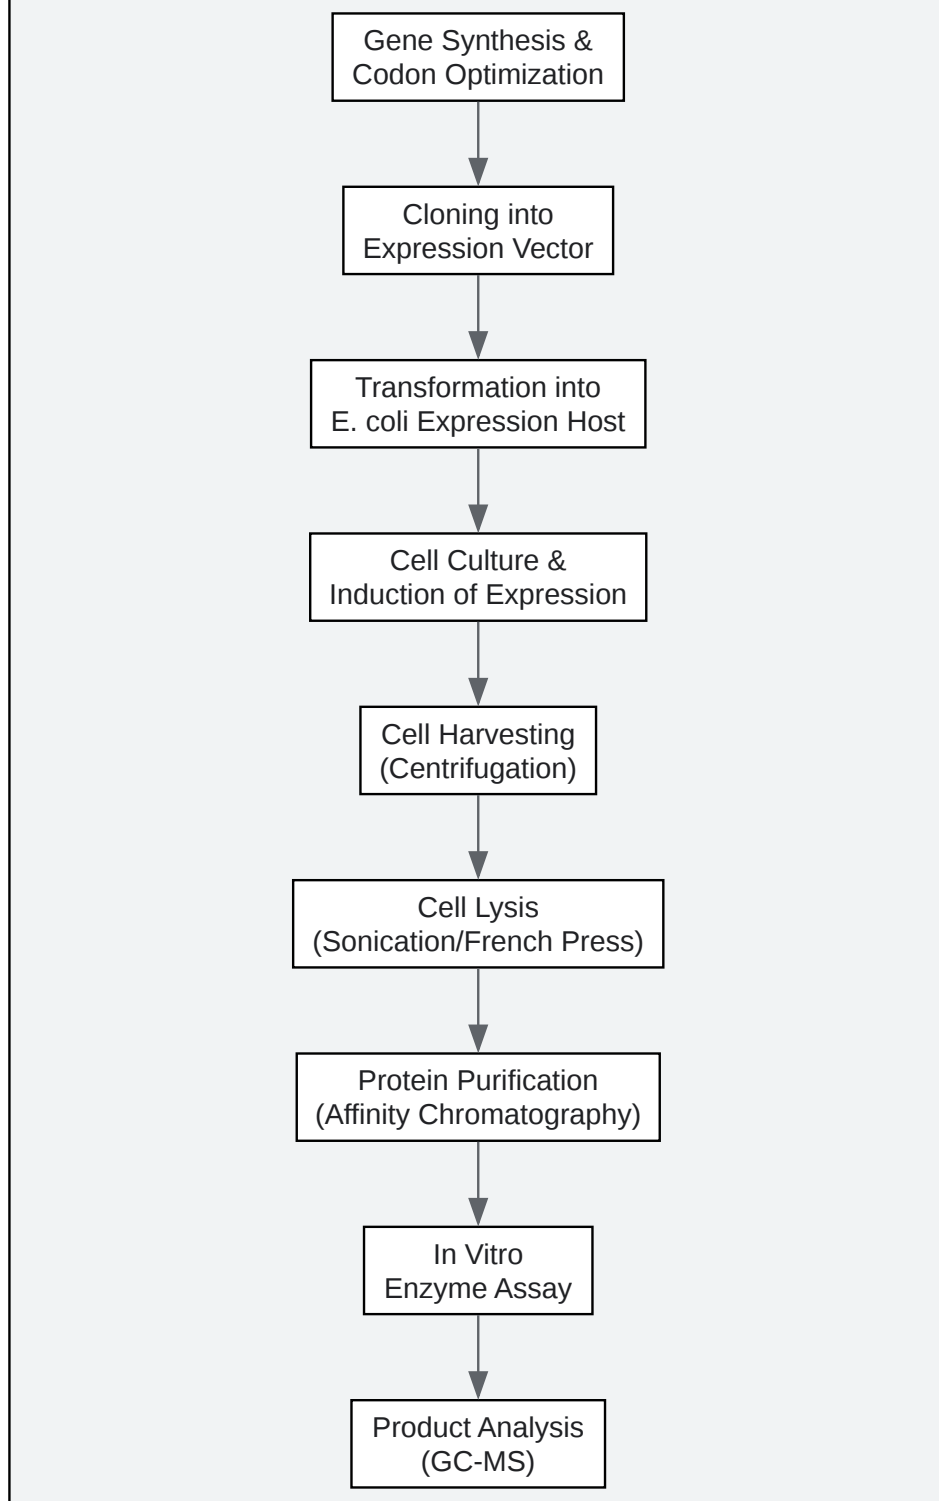 Gene Synthesis &
Codon Optimization
Cloning into
Expression Vector
Transformation into
E. coli Expression Host
Cell Culture &
Induction of Expression
Cell Harvesting
(Centrifugation)
Cell Lysis
(Sonication/French Press)
Protein Purification
(Affinity Chromatography)
In Vitro
Enzyme Assay
Product Analysis
(GC-MS)